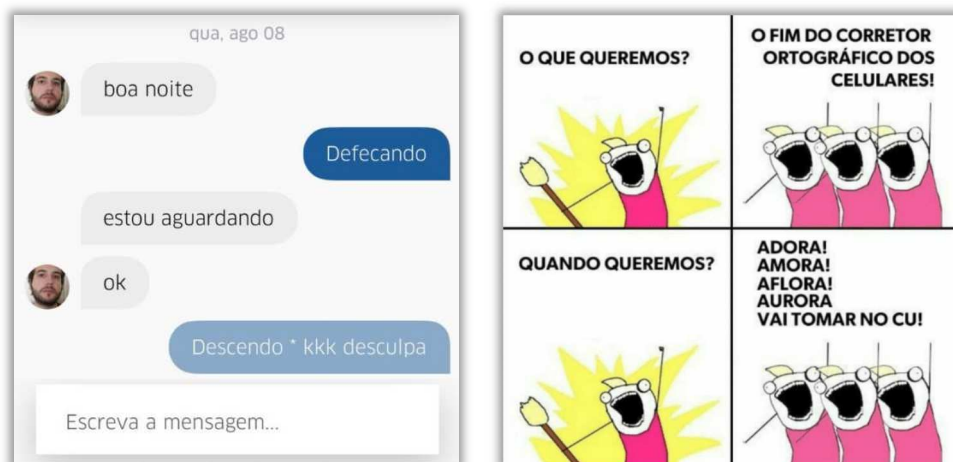 qua, ago 08
boa noite
Defecando
estou aguardando
ok
Descendo * kkk desculpa
Escreva a mensagem...
O QUE QUEREMOS?
O FIM DO CORRETOR
ORTOGRÁFICO DOS
CELULARES!
QUANDO QUEREMOS?
ADORA!
AMORA!
AFLORA!
AURORA
VAI TOMAR NO CU!